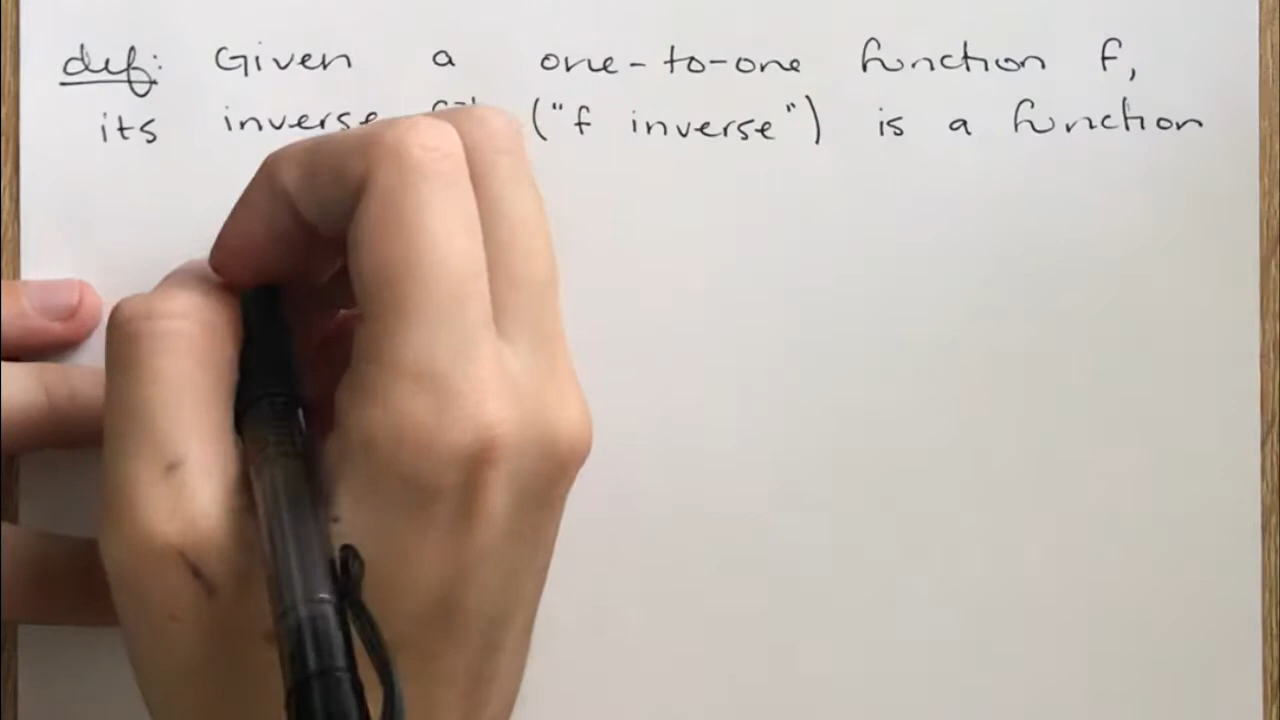 def: Given a one-to-one function f,
its inverse ("f inverse") is a function